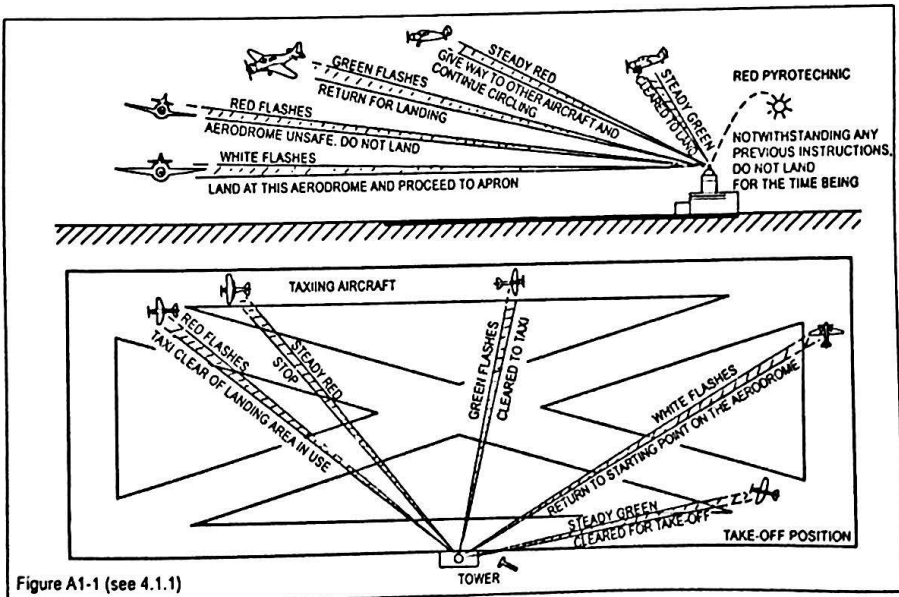 STEADY RED
GIVE WAY TO OTHER AIRCRAFT AND
CONTINUE CIRCLING
GREEN FLASHES
RETURN FOR LANDING
STEADY GREEN
CLEARED TO LAND
RED PYROTECHNIC
RED FLASHES
AERODROME UNSAFE. DO NOT LAND
NOTWITHSTANDING ANY
PREVIOUS INSTRUCTIONS,
DO NOT LAND
FOR THE TIME BEING
WHITE FLASHES
LAND AT THIS AERODROME AND PROCEED TO APRON
TAXIING AIRCRAFT
RED FLASHES
TAXI CLEAR OF LANDING AREA IN USE
STEADY RED
STOP
GREEN FLASHES
CLEARED TO TAXI
WHITE FLASHES
RETURN TO STARTING POINT ON THE AERODROME
STEADY GREEN
CLEARED FOR TAKE-OFF
TAKE-OFF POSITION
TOWER
Figure A1-1 (see 4.1.1)